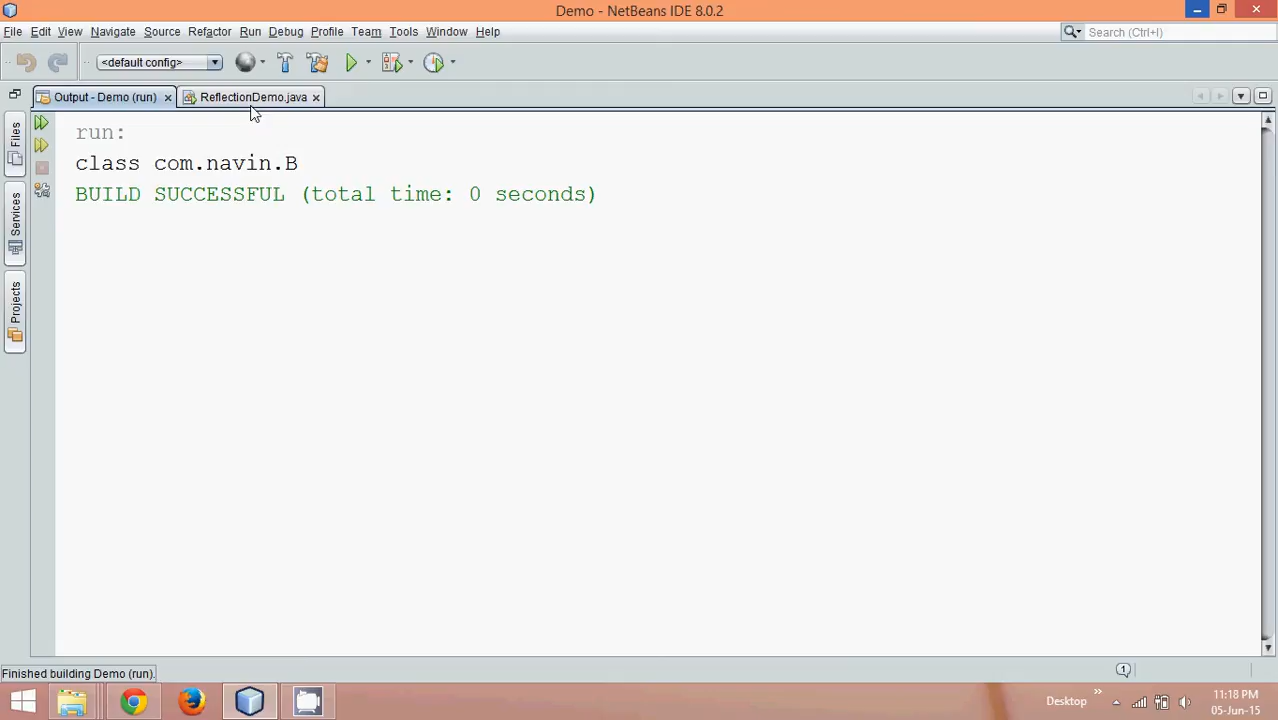 Demo - NetBeans IDE 8.0.2
File Edit View Navigate Source Refactor Run Debug Profile Team Tools Window Help
Search (Ctrl+I)
<default config>
Output - Demo (run)
ReflectionDemo.java
Files
Services
Projects
run:
class com.navin.B
BUILD SUCCESSFUL (total time: 0 seconds)
Finished building Demo (run).
1
Desktop
11:18 PM
05-Jun-15